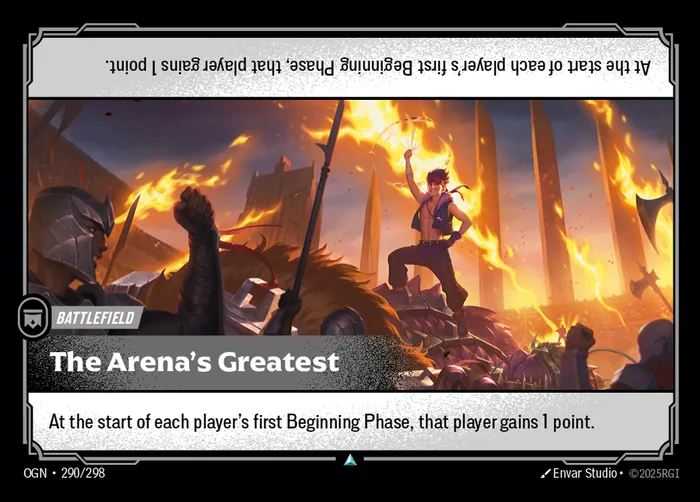 At the start of each player's first Beginning Phase, that player gains 1 point.
BATTLEFIELD
The Arena's Greatest
At the start of each player's first Beginning Phase, that player gains 1 point.
OGN • 290/298
Envar Studio • ©2025RGI